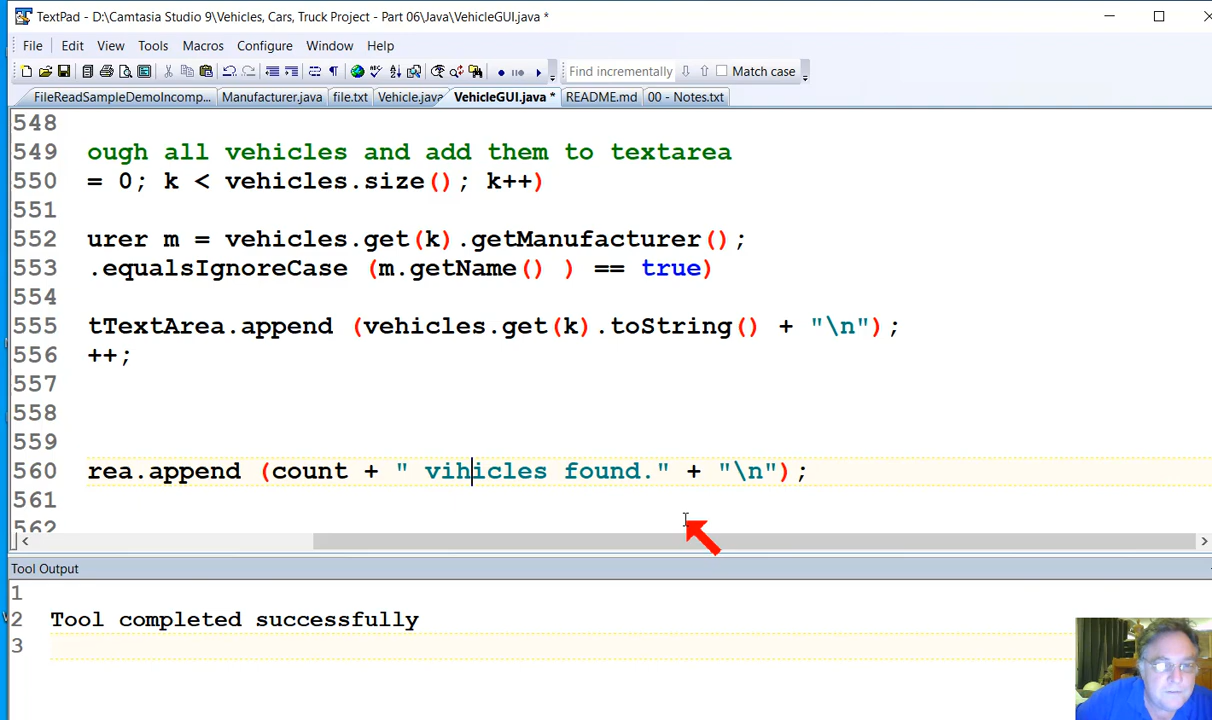 TextPad - D:\Camtasia Studio 9\Vehicles, Cars, Truck Project - Part 06\Java\VehicleGUI.java *
File Edit View Tools Macros Configure Window Help
Find incrementally Match case
FileReadSampleDemoIncomp... Manufacturer.java file.txt Vehicle.java VehicleGUI.java * README.md 00 - Notes.txt
548
549 ough all vehicles and add them to textarea
550 = 0; k < vehicles.size(); k++)
551
552 urer m = vehicles.get(k).getManufacturer();
553 .equalsIgnoreCase (m.getName() ) == true)
554
555 tTextArea.append (vehicles.get(k).toString() + "\n");
556 ++;
557
558
559
560 rea.append (count + " vihicles found." + "\n");
561
562
Tool Output
1
2 Tool completed successfully
3